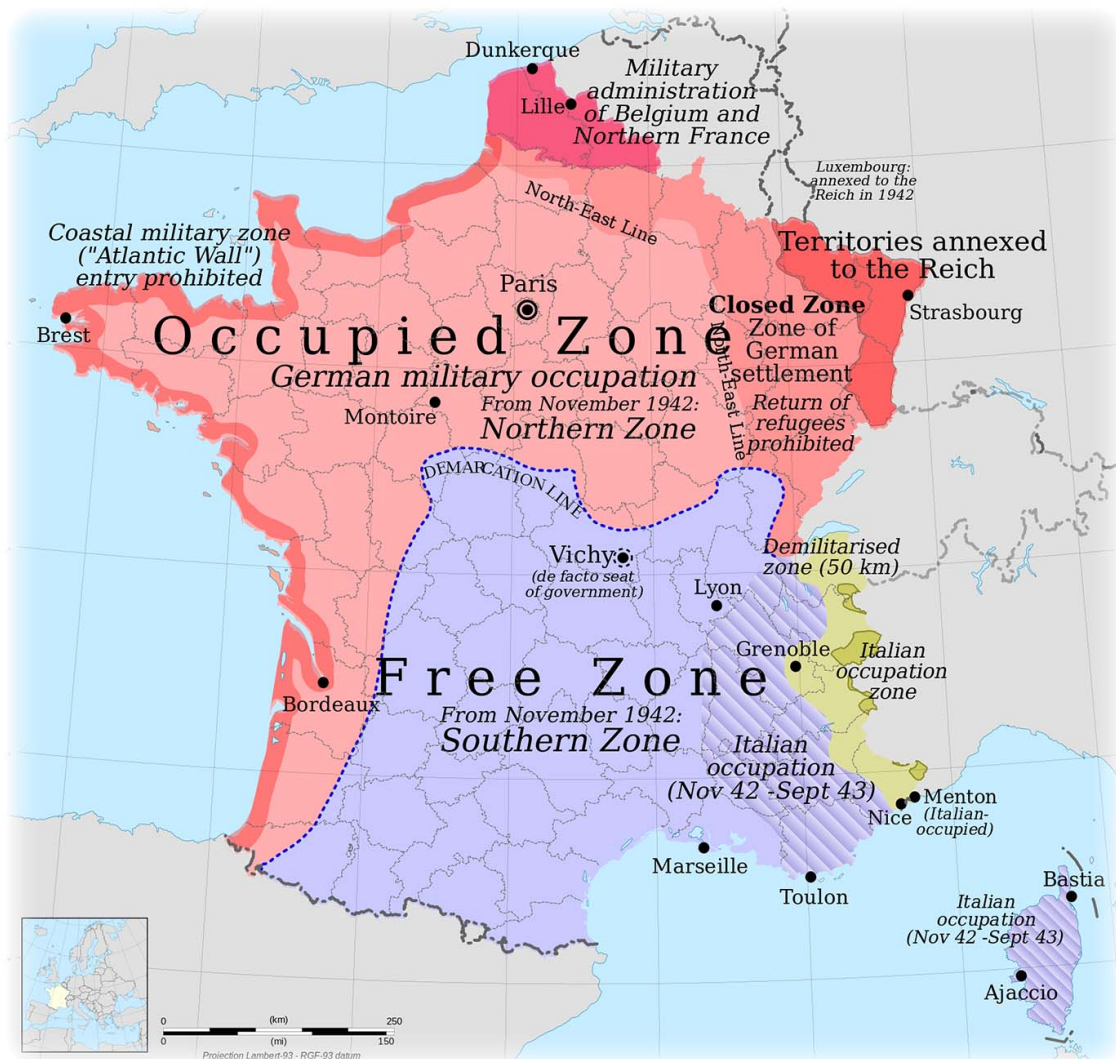 Dunkerque
Military
administration
of Belgium and
Northern France
Lille
Luxembourg:
annexed to the
Reich in 1942
North-East Line
Coastal military zone
("Atlantic Wall")
entry prohibited
Territories annexed
to the Reich
Paris
Strasbourg
Closed Zone
Zone of
German
settlement
Return of
refugees
prohibited
North-East Line
Brest
Occupied Zone
German military occupation
From November 1942:
Northern Zone
Montoire
DEMARCATION LINE
Vichy
(de facto seat
of government)
Demilitarised
zone (50 km)
Lyon
Grenoble
Italian
occupation
zone
Free Zone
From November 1942:
Southern Zone
Bordeaux
Italian
occupation
(Nov 42 -Sept 43)
Nice
Menton
(Italian-
occupied)
Marseille
Toulon
Bastia
Italian
occupation
(Nov 42 -Sept 43)
Ajaccio
0 (km) 250
0 (mi) 150
Projection Lambert-93 - RGF-93 datum